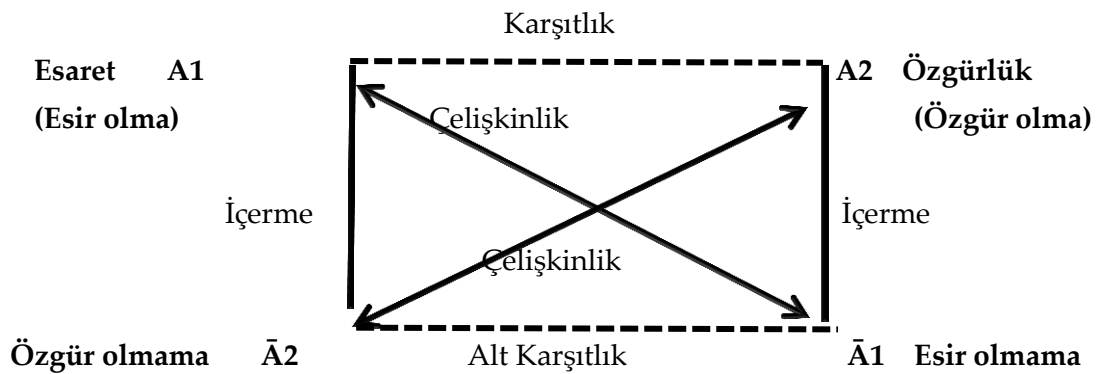 Karşıtlık
Esaret A1 A2 Özgürlük
(Esir olma) Çelişkinlik (Özgür olma)
İçerme İçerme
Çelişkinlik
Özgür olmama Ā2 Alt Karşıtlık Ā1 Esir olmama